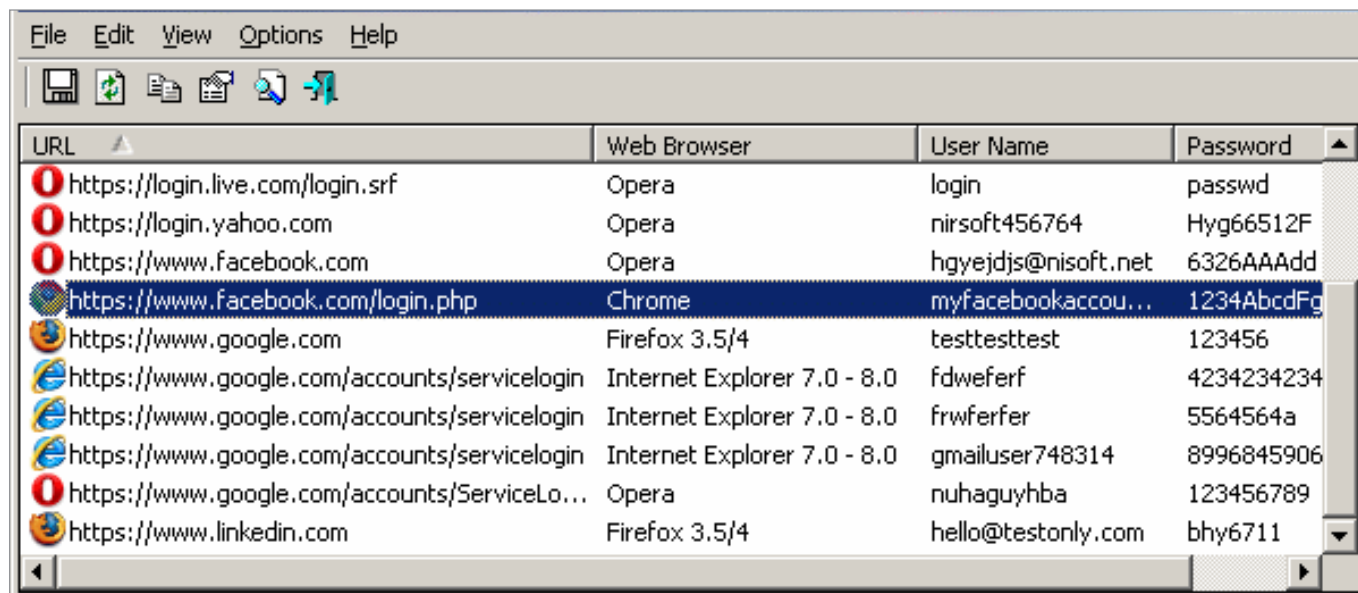 File Edit View Options Help
URL Web Browser User Name Password
https://login.live.com/login.srf Opera login passwd
https://login.yahoo.com Opera nirsoft456764 Hyg66512F
https://www.facebook.com Opera hgyejdjs@nisoft.net 6326AAAdd
https://www.facebook.com/login.php Chrome myfacebookaccou... 1234AbcdFg
https://www.google.com Firefox 3.5/4 testtesttest 123456
https://www.google.com/accounts/servicelogin Internet Explorer 7.0 - 8.0 fdweferf 4234234234
https://www.google.com/accounts/servicelogin Internet Explorer 7.0 - 8.0 frwferfer 5564564a
https://www.google.com/accounts/servicelogin Internet Explorer 7.0 - 8.0 gmailuser748314 8996845906
https://www.google.com/accounts/ServiceLo... Opera nuhaguyhba 123456789
https://www.linkedin.com Firefox 3.5/4 hello@testonly.com bhy6711